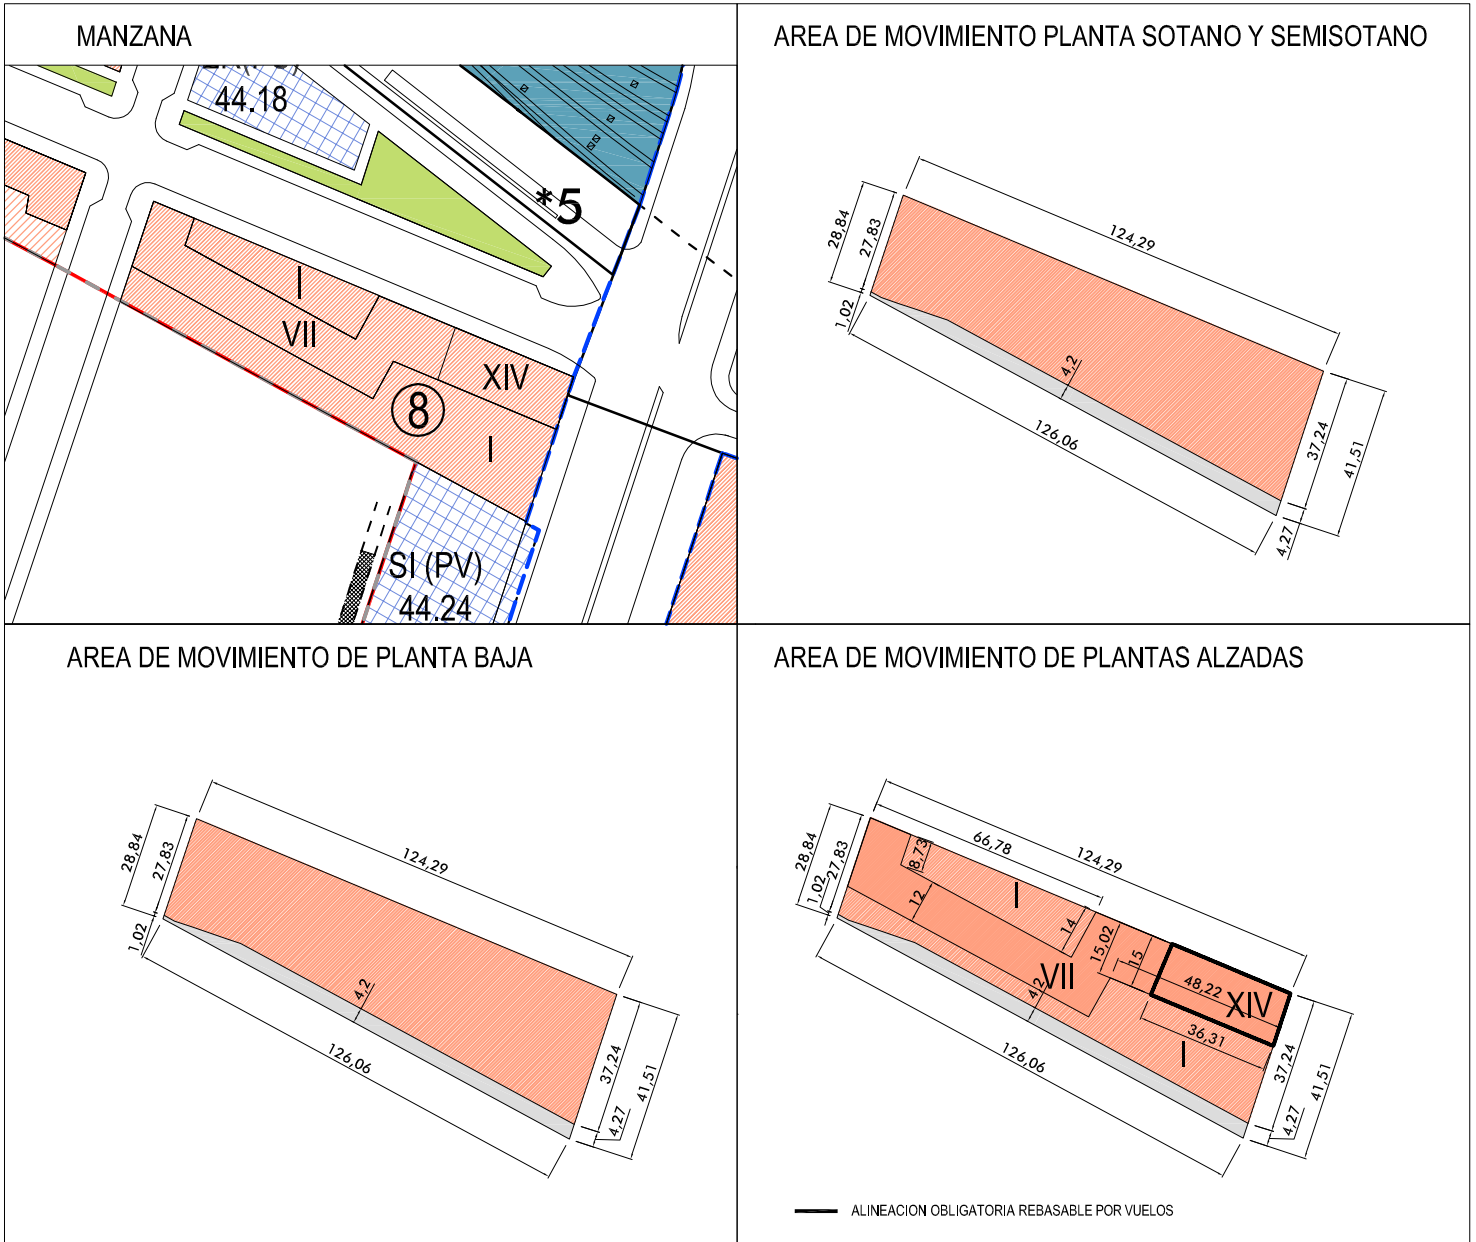 MANZANA
44.18
*5
I
VII
XIV
8
I
SI (PV)
44.24
AREA DE MOVIMIENTO PLANTA SOTANO Y SEMISOTANO
124,29
28,84
27,83
1,02
4,2
126,06
37,24
41,51
4,27
AREA DE MOVIMIENTO DE PLANTA BAJA
124,29
28,84
27,83
1,02
4,2
126,06
37,24
41,51
4,27
AREA DE MOVIMIENTO DE PLANTAS ALZADAS
66,78
124,29
28,84
27,83
1,02
8,73
I
12
14
15,02
15
VII
4,2
48,22
XIV
36,31
I
126,06
37,24
41,51
4,27
ALINEACION OBLIGATORIA REBASABLE POR VUELOS